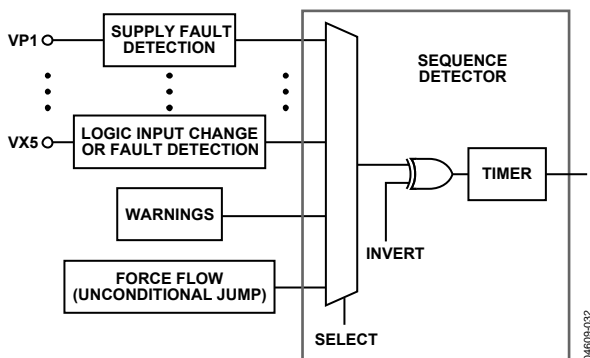 VP1
SUPPLY FAULT
DETECTION
SEQUENCE
DETECTOR
VX5
LOGIC INPUT CHANGE
OR FAULT DETECTION
TIMER
WARNINGS
INVERT
FORCE FLOW
(UNCONDITIONAL JUMP)
SELECT
04609-032